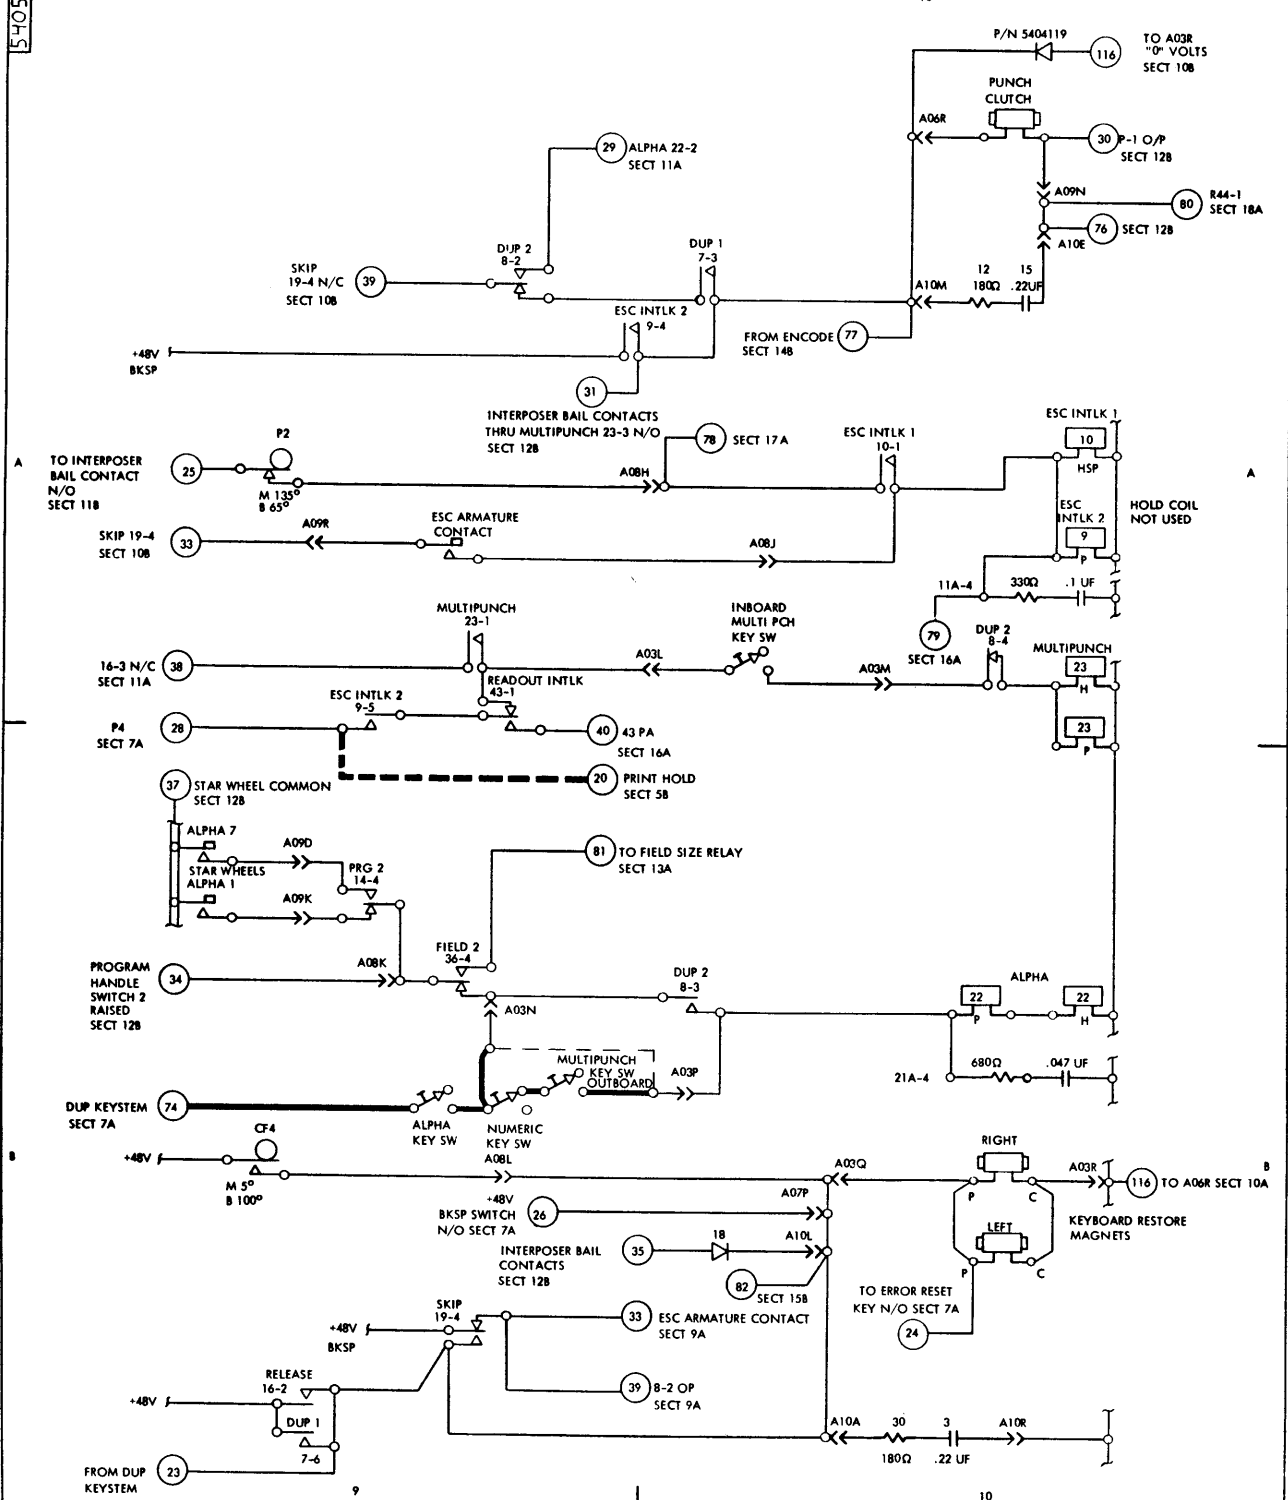 5405
P/N 5404119
116
TO A03R
"0" VOLTS
SECT 10B
PUNCH
CLUTCH
A06R
30
P-1 O/P
SECT 12B
29
ALPHA 22-2
SECT 11A
A09N
80
R44-1
SECT 18A
76
SECT 12B
A10E
DUP 2
8-2
DUP 1
7-3
SKIP
19-4 N/C
SECT 10B
39
12
180Ω
15
.22UF
A10M
ESC INTLK 2
9-4
FROM ENCODE
SECT 14B
77
+48V
BKSP
31
INTERPOSER BAIL CONTACTS
THRU MULTIPUNCH 23-3 N/O
SECT 12B
78
SECT 17A
ESC INTLK 1
10-1
ESC INTLK 1
10
HSP
P2
A
TO INTERPOSER
BAIL CONTACT
N/O
SECT 11B
25
M 135°
B 65°
A08H
A
HOLD COIL
NOT USED
ESC
INTLK 2
9
P
SKIP 19-4
SECT 10B
33
A09R
ESC ARMATURE
CONTACT
A08J
11A-4
330Ω
.1 UF
MULTIPUNCH
23-1
INBOARD
MULTI PCH
KEY SW
79
SECT 16A
DUP 2
8-4
MULTIPUNCH
23
H
16-3 N/C
SECT 11A
38
A03L
A03M
READOUT INTLK
43-1
ESC INTLK 2
9-5
P4
SECT 7A
28
40
43 PA
SECT 16A
23
P
20
PRINT HOLD
SECT 5B
37
STAR WHEEL COMMON
SECT 12B
ALPHA 7
A09D
STAR WHEELS
ALPHA 1
PRG 2
14-4
A09K
81
TO FIELD SIZE RELAY
SECT 13A
PROGRAM
HANDLE
SWITCH 2
RAISED
SECT 12B
34
A08K
FIELD 2
36-4
DUP 2
8-3
ALPHA
22
P
22
H
A03N
MULTIPUNCH
KEY SW
OUTBOARD
A03P
21A-4
680Ω
.047 UF
DUP KEYSTEM
SECT 7A
74
ALPHA
KEY SW
NUMERIC
KEY SW
CF4
B
+48V
M 5°
B 100°
A08L
A03Q
RIGHT
P
C
A03R
116
TO A06R SECT 10A
B
KEYBOARD RESTORE
MAGNETS
+48V
BKSP SWITCH
N/O SECT 7A
26
A07P
LEFT
P
C
INTERPOSER BAIL
CONTACTS
SECT 12B
35
18
A10L
82
SECT 15B
TO ERROR RESET
KEY N/O SECT 7A
24
SKIP
19-4
+48V
BKSP
33
ESC ARMATURE CONTACT
SECT 9A
39
8-2 OP
SECT 9A
RELEASE
16-2
+48V
DUP 1
7-6
A10A
30
180Ω
3
.22 UF
A10R
FROM DUP
KEYSTEM
23
9
10